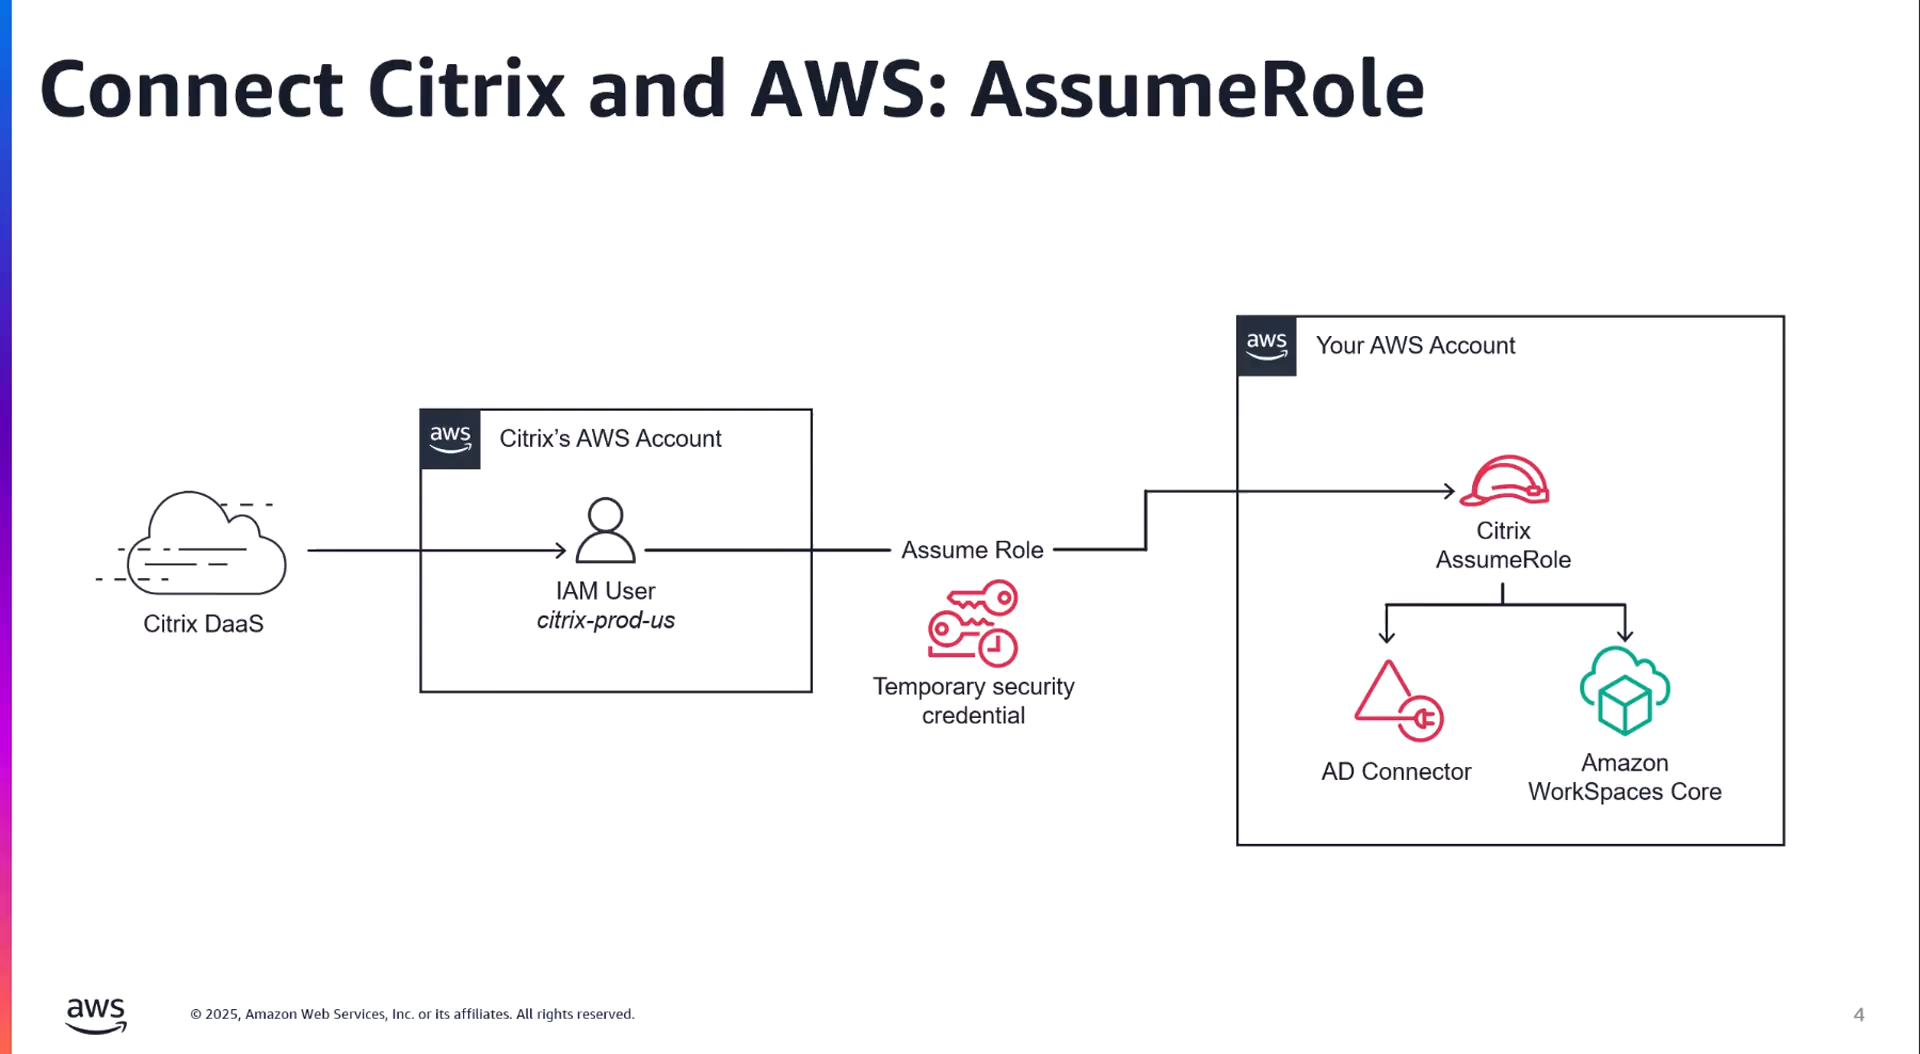 Connect Citrix and AWS: AssumeRole
aws
Your AWS Account
aws
Citrix’s AWS Account
Citrix DaaS
IAM User
citrix-prod-us
Assume Role
Temporary security
credential
Citrix
AssumeRole
AD Connector
Amazon
WorkSpaces Core
aws
© 2025, Amazon Web Services, Inc. or its affiliates. All rights reserved.
4